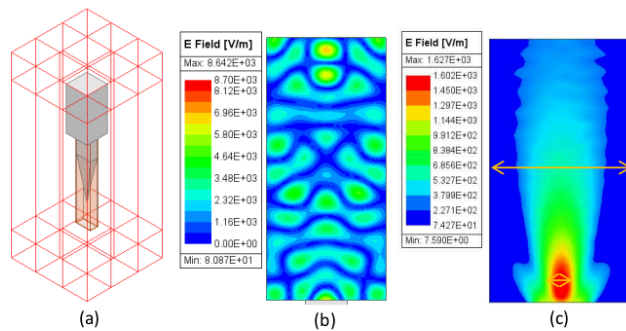 E Field [V/m]
Max: 8.642E+03
8.70E+03
8.12E+03
6.96E+03
5.80E+03
4.64E+03
3.48E+03
2.32E+03
1.16E+03
0.00E+00
Min: 8.087E+01
E Field [V/m]
Max: 1.627E+03
1.602E+03
1.450E+03
1.297E+03
1.144E+03
9.912E+02
8.384E+02
6.856E+02
5.327E+02
3.799E+02
2.271E+02
7.427E+01
Min: 7.590E+00
(a)
(b)
(c)